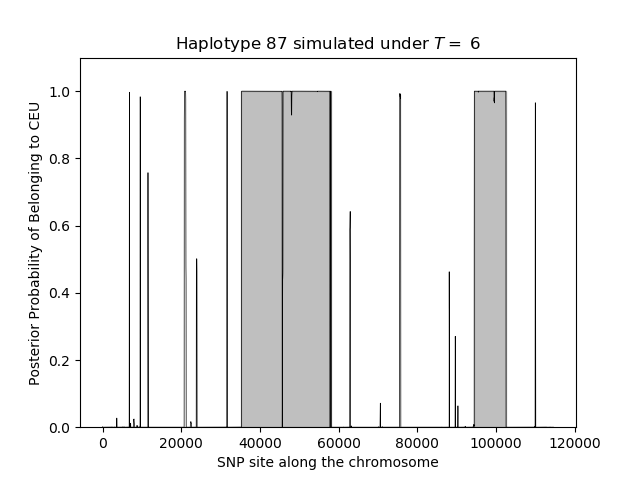 Haplotype 87 simulated under T = 6
Posterior Probability of Belonging to CEU
1.0
0.8
0.6
0.4
0.2
0.0
0 20000 40000 60000 80000 100000 120000
SNP site along the chromosome